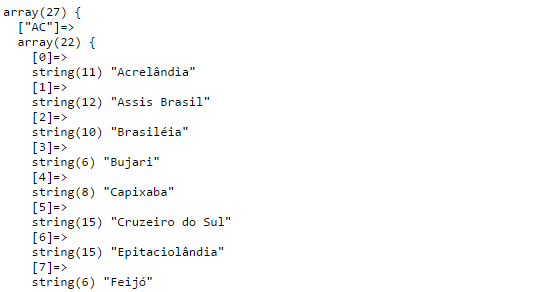 array(27) {
  ["AC"]=>
  array(22) {
    [0]=>
    string(11) "Acrelândia"
    [1]=>
    string(12) "Assis Brasil"
    [2]=>
    string(10) "Brasiléia"
    [3]=>
    string(6) "Bujari"
    [4]=>
    string(8) "Capixaba"
    [5]=>
    string(15) "Cruzeiro do Sul"
    [6]=>
    string(15) "Epitaciolândia"
    [7]=>
    string(6) "Feijó"